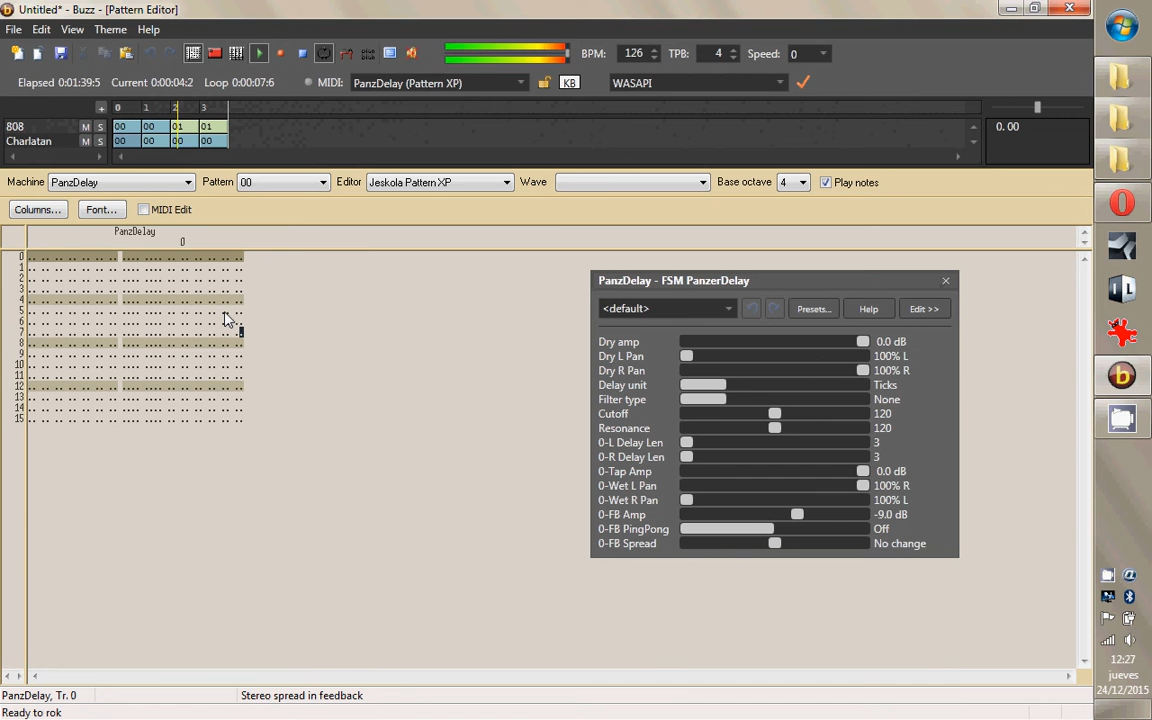 Untitled* - Buzz - [Pattern Editor]
File Edit View Theme Help
BPM: 126 TPB: 4 Speed: 0
Elapsed 0:01:39:5 Current 0:00:04:2 Loop 0:00:07:6 MIDI: PanzDelay (Pattern XP) KB WASAPI
+ 0 1 2 3
808 M S 00 00 01 01 0. 00
Charlatan M S 00 00 00 00
Machine PanzDelay Pattern 00 Editor Jeskola Pattern XP Wave Base octave 4 Play notes
Columns... Font... MIDI Edit
PanzDelay
0
0
1
2
3
4
5
6
7
8
9
10
11
12
13
14
15
PanzDelay - FSM PanzerDelay
<default> Presets... Help Edit >>
Dry amp 0.0 dB
Dry L Pan 100% L
Dry R Pan 100% R
Delay unit Ticks
Filter type None
Cutoff 120
Resonance 120
0-L Delay Len 3
0-R Delay Len 3
0-Tap Amp 0.0 dB
0-Wet L Pan 100% R
0-Wet R Pan 100% L
0-FB Amp -9.0 dB
0-FB PingPong Off
0-FB Spread No change
PanzDelay, Tr. 0 Stereo spread in feedback
Ready to rok
12:27
jueves
24/12/2015